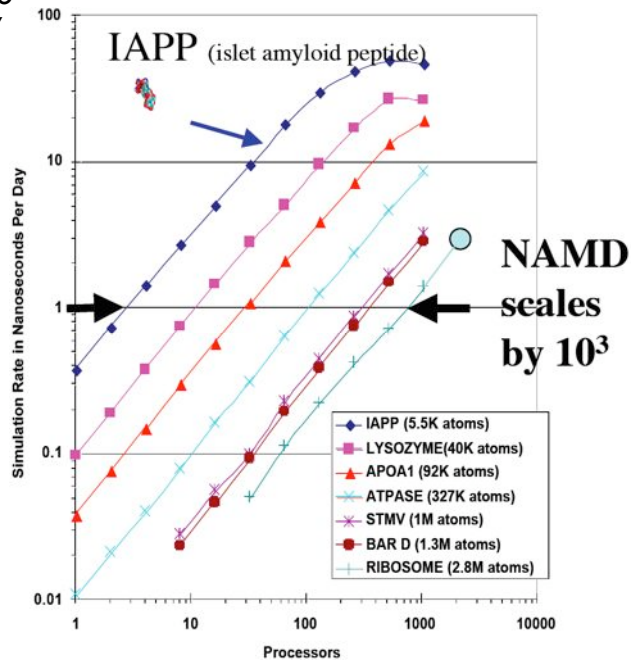 100
IAPP (islet amyloid peptide)
10
1
0.1
0.01
Simulation Rate in Nanoseconds Per Day
NAMD
scales
by 10³
IAPP (5.5K atoms)
LYSOZYME(40K atoms)
APOA1 (92K atoms)
ATPASE (327K atoms)
STMV (1M atoms)
BAR D (1.3M atoms)
RIBOSOME (2.8M atoms)
1 10 100 1000 10000
Processors